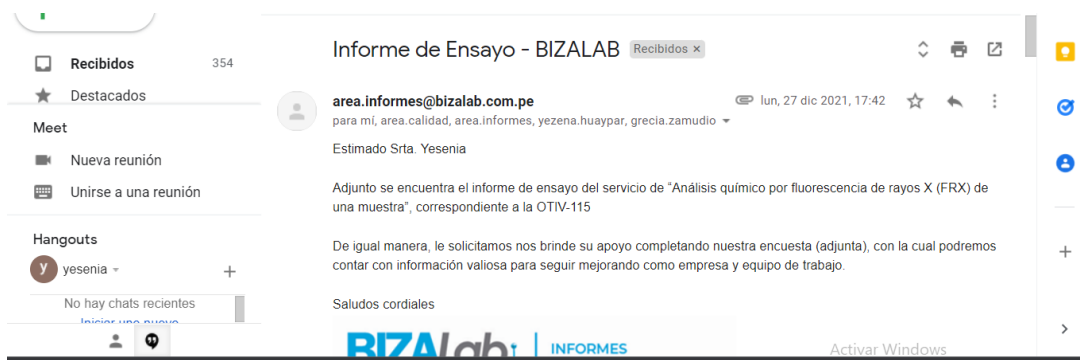 Recibidos 354
Destacados
Meet
Nueva reunión
Unirse a una reunión
Hangouts
y yesenia
No hay chats recientes
Iniciar uno nuevo
Informe de Ensayo - BIZALAB Recibidos ×
area.informes@bizalab.com.pe lun, 27 dic 2021, 17:42
para mí, area.calidad, area.informes, yezena.huaypar, grecia.zamudio
Estimado Srta. Yesenia
Adjunto se encuentra el informe de ensayo del servicio de “Análisis químico por fluorescencia de rayos X (FRX) de
una muestra”, correspondiente a la OTIV-115
De igual manera, le solicitamos nos brinde su apoyo completando nuestra encuesta (adjunta), con la cual podremos
contar con información valiosa para seguir mejorando como empresa y equipo de trabajo.
Saludos cordiales
BIZALab INFORMES
Activar Windows